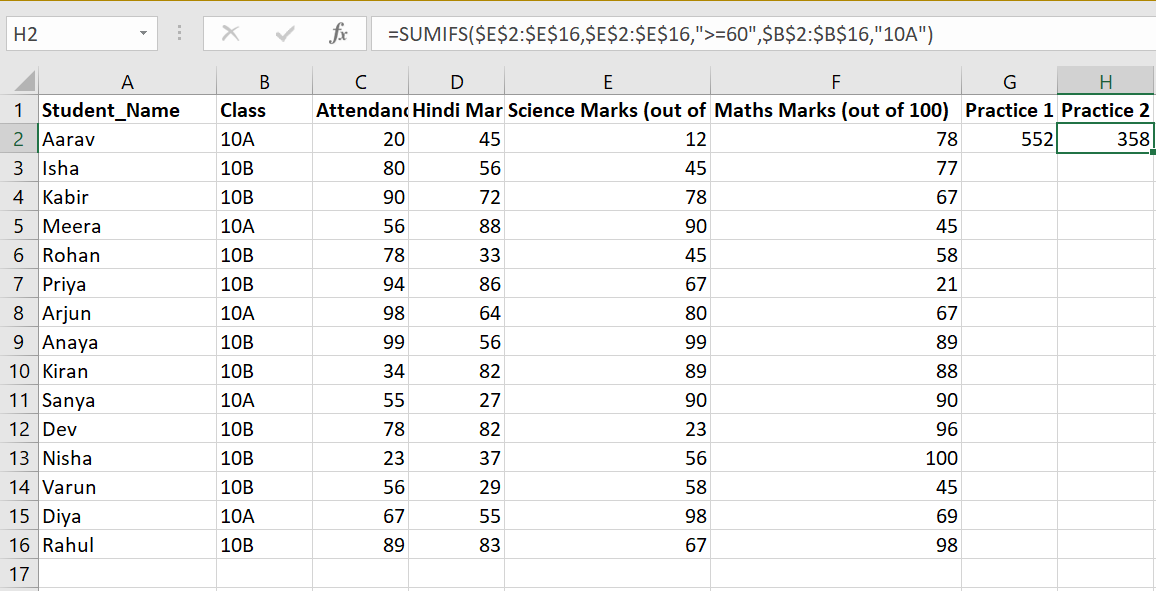 H2 fx =SUMIFS($E$2:$E$16,$E$2:$E$16,">=60",$B$2:$B$16,"10A")
A B C D E F G H
1 Student_Name Class Attendanc Hindi Mar Science Marks (out of Maths Marks (out of 100) Practice 1 Practice 2
2 Aarav 10A 20 45 12 78 552 358
3 Isha 10B 80 56 45 77
4 Kabir 10B 90 72 78 67
5 Meera 10A 56 88 90 45
6 Rohan 10B 78 33 45 58
7 Priya 10B 94 86 67 21
8 Arjun 10A 98 64 80 67
9 Anaya 10B 99 56 99 89
10 Kiran 10B 34 82 89 88
11 Sanya 10A 55 27 90 90
12 Dev 10B 78 82 23 96
13 Nisha 10B 23 37 56 100
14 Varun 10B 56 29 58 45
15 Diya 10A 67 55 98 69
16 Rahul 10B 89 83 67 98
17